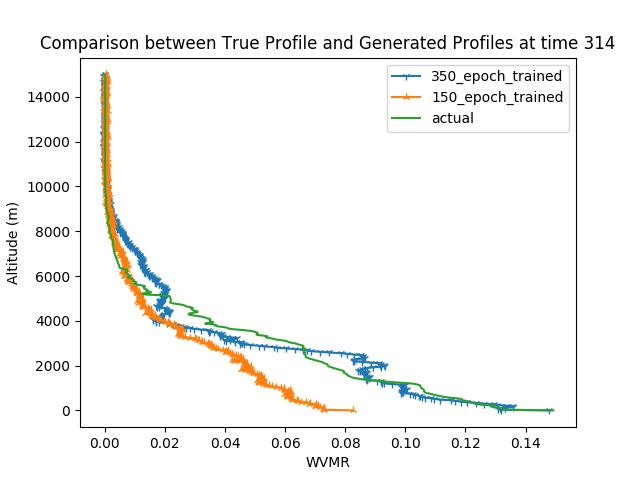 Comparison between True Profile and Generated Profiles at time 314
350_epoch_trained
150_epoch_trained
actual
Altitude (m)
14000
12000
10000
8000
6000
4000
2000
0
0.00 0.02 0.04 0.06 0.08 0.10 0.12 0.14
WVMR